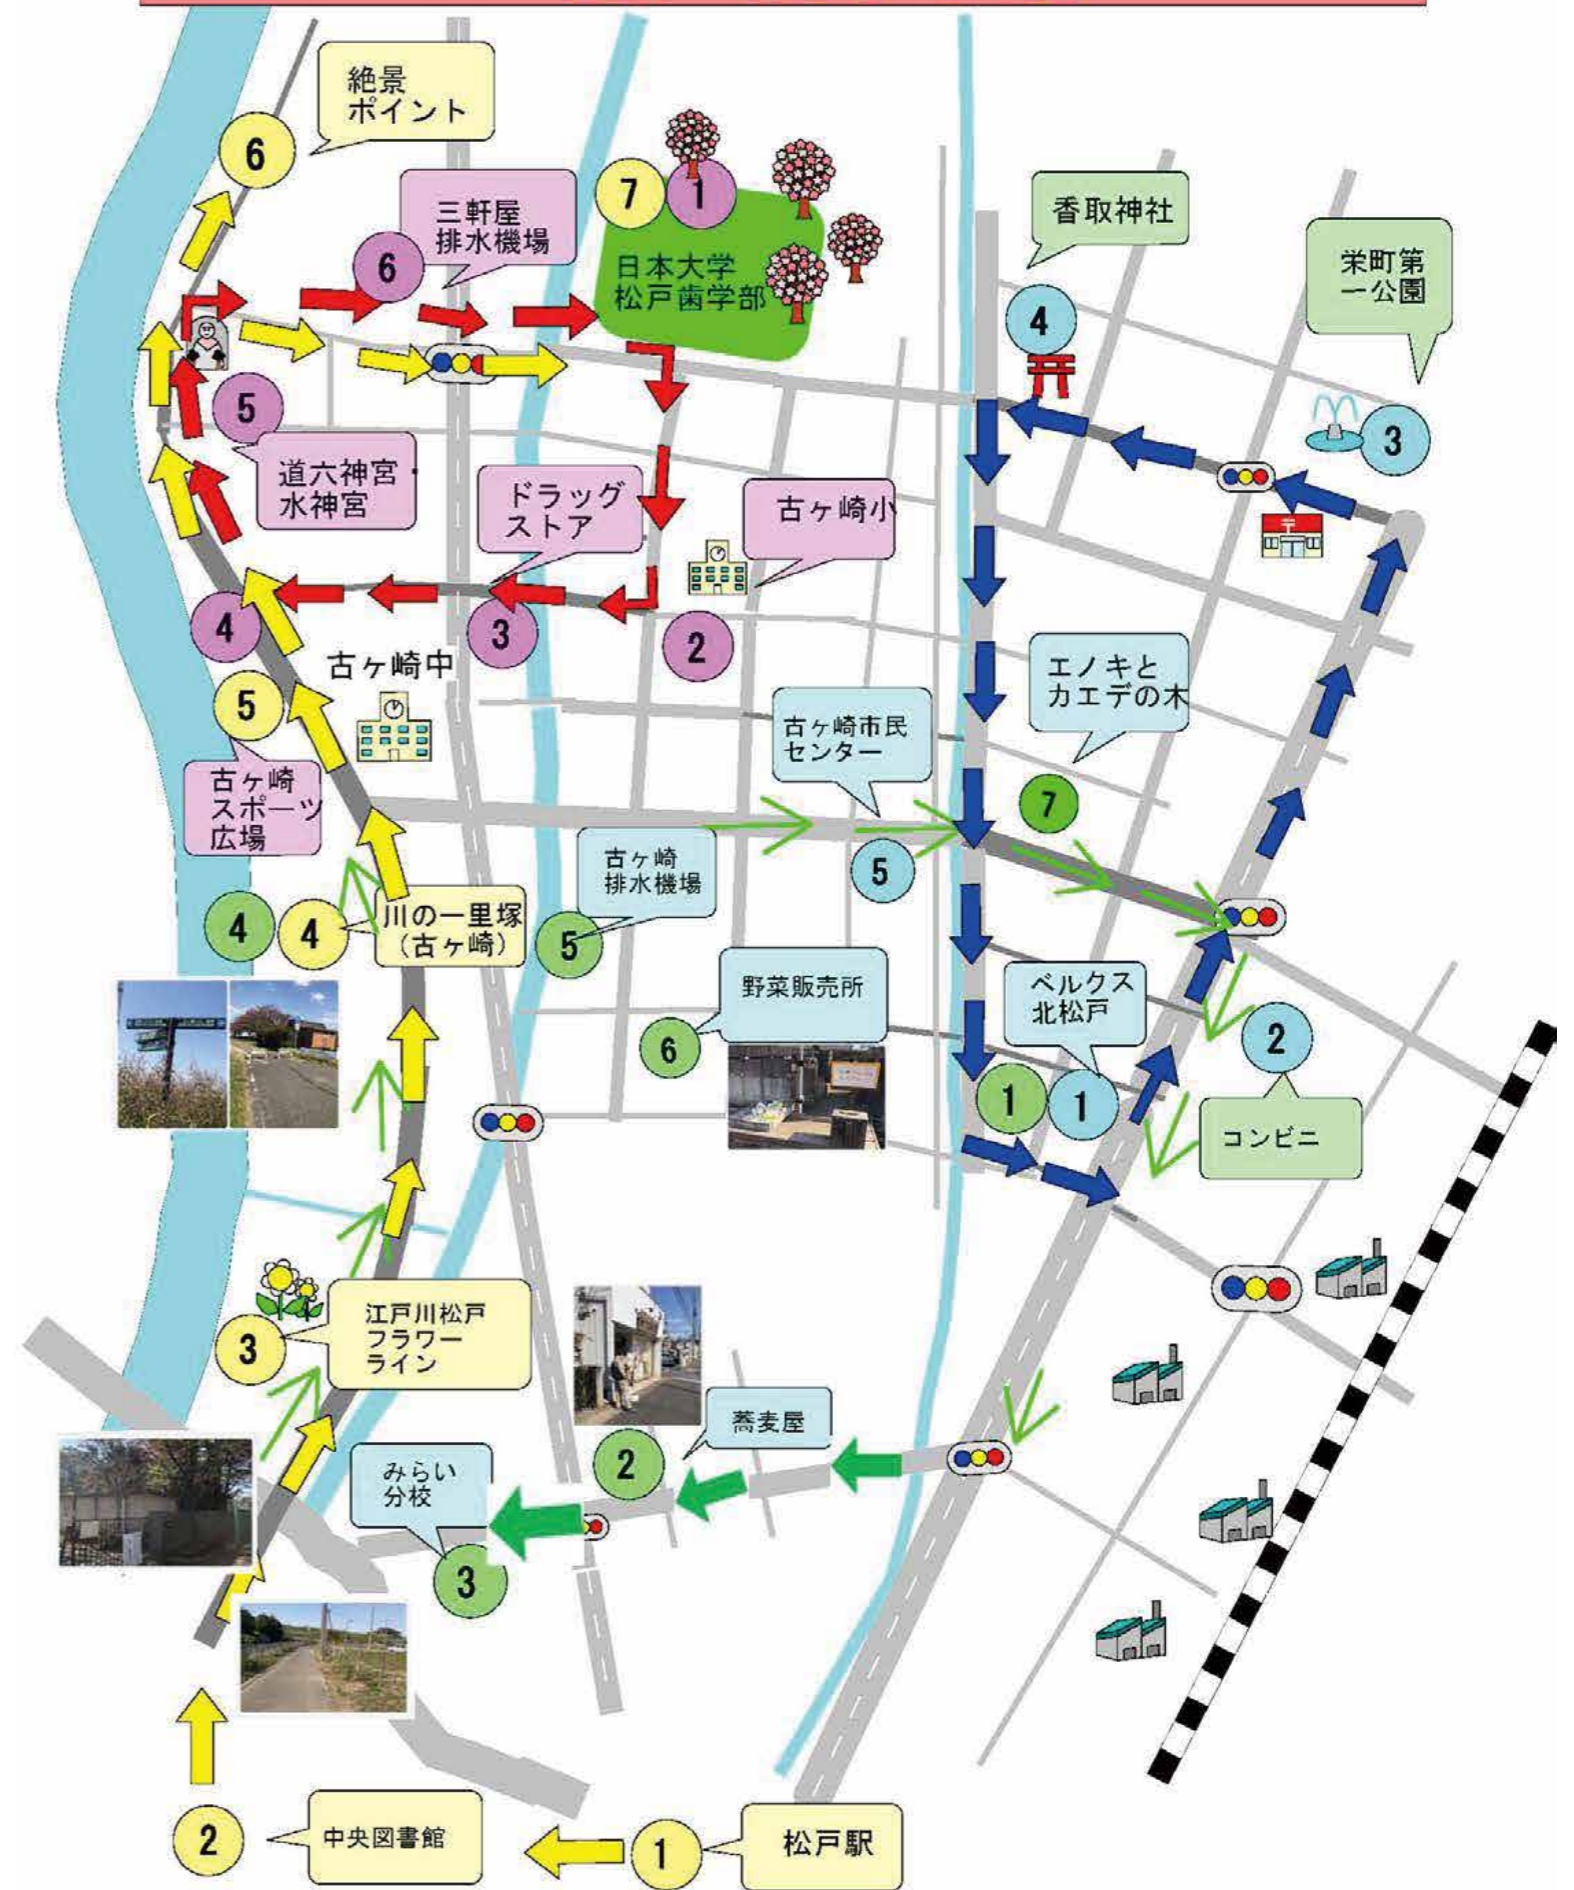 絶景
ポイント
6
三軒屋
排水機場
6
7
1
日本大学
松戸歯学部
香取神社
4
栄町第
一公園
3
5
道六神宮・
水神宮
ドラッグ
ストア
古ヶ崎小
4
3
2
古ヶ崎中
5
古ヶ崎
スポーツ
広場
エノキと
カエデの木
古ヶ崎市民
センター
7
5
古ヶ崎
排水機場
5
4
4
川の一里塚
(古ヶ崎)
野菜販売所
6
ベルクス
北松戸
1
1
2
コンビニ
江戸川松戸
フラワー
ライン
3
蕎麦屋
2
みらい
分校
3
2
中央図書館
1
松戸駅